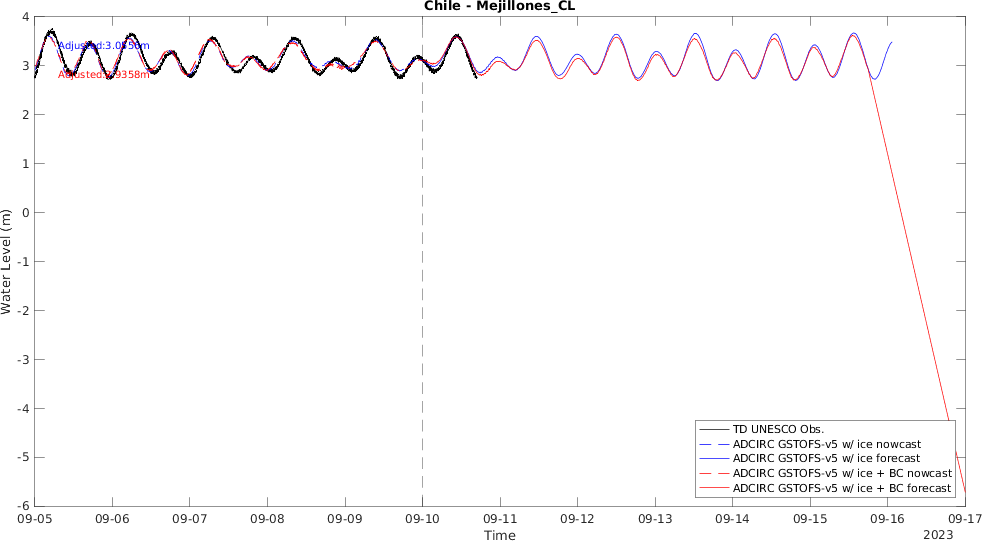 Chile - Mejillones_CL
4
3
2
1
0
-1
-2
-3
-4
-5
-6
Water Level (m)
Adjusted:3.0556m
TD UNESCO Obs.
ADCIRC GSTOFS-v5 w/ ice nowcast
ADCIRC GSTOFS-v5 w/ ice forecast
ADCIRC GSTOFS-v5 w/ ice + BC nowcast
ADCIRC GSTOFS-v5 w/ ice + BC forecast
09-05 09-06 09-07 09-08 09-09 09-10 09-11 09-12 09-13 09-14 09-15 09-16 09-17
Time
2023